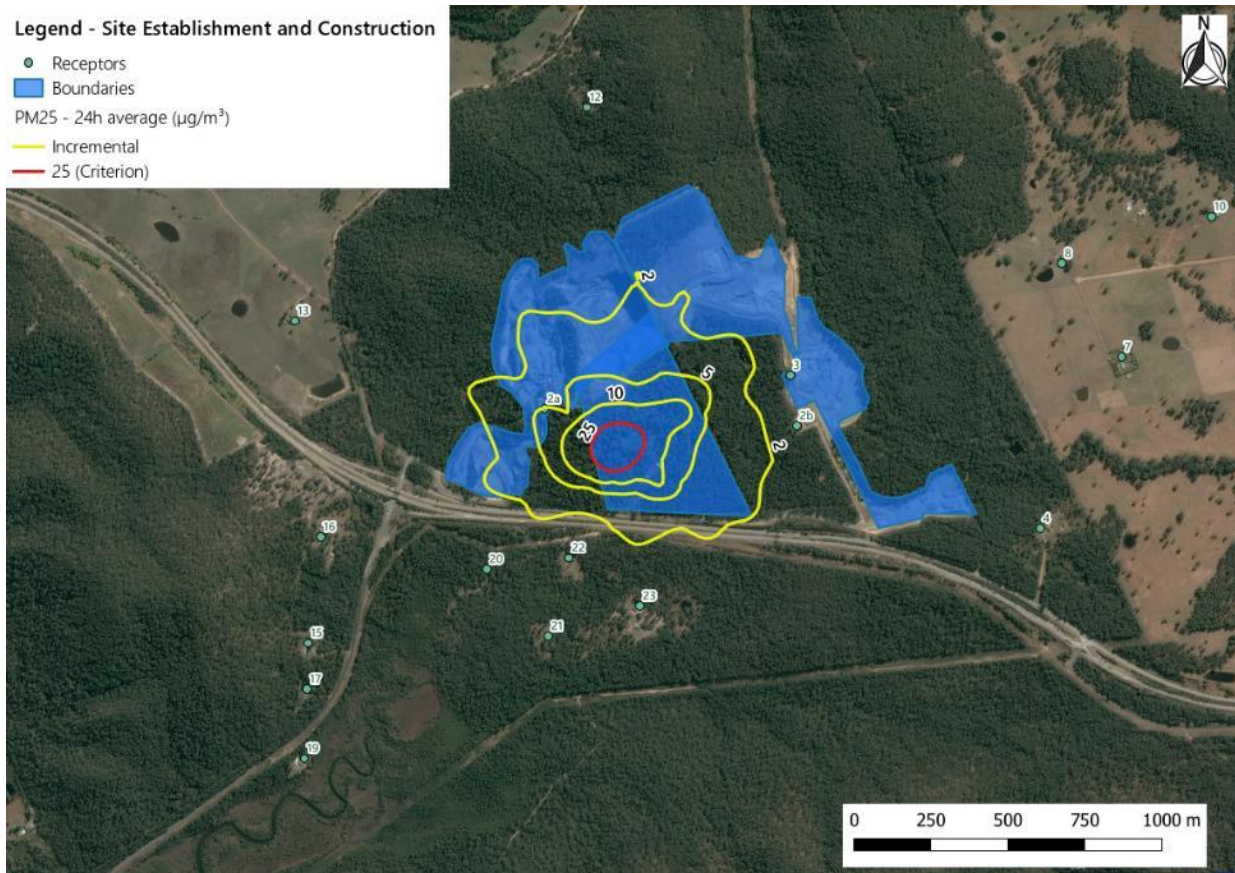 Legend - Site Establishment and Construction
Receptors
Boundaries
PM25 - 24h average (µg/m³)
Incremental
25 (Criterion)
N
12
10
8
2
13
7
3
5
2a
10
2b
25
2
4
16
22
20
23
21
15
17
19
0 250 500 750 1000 m